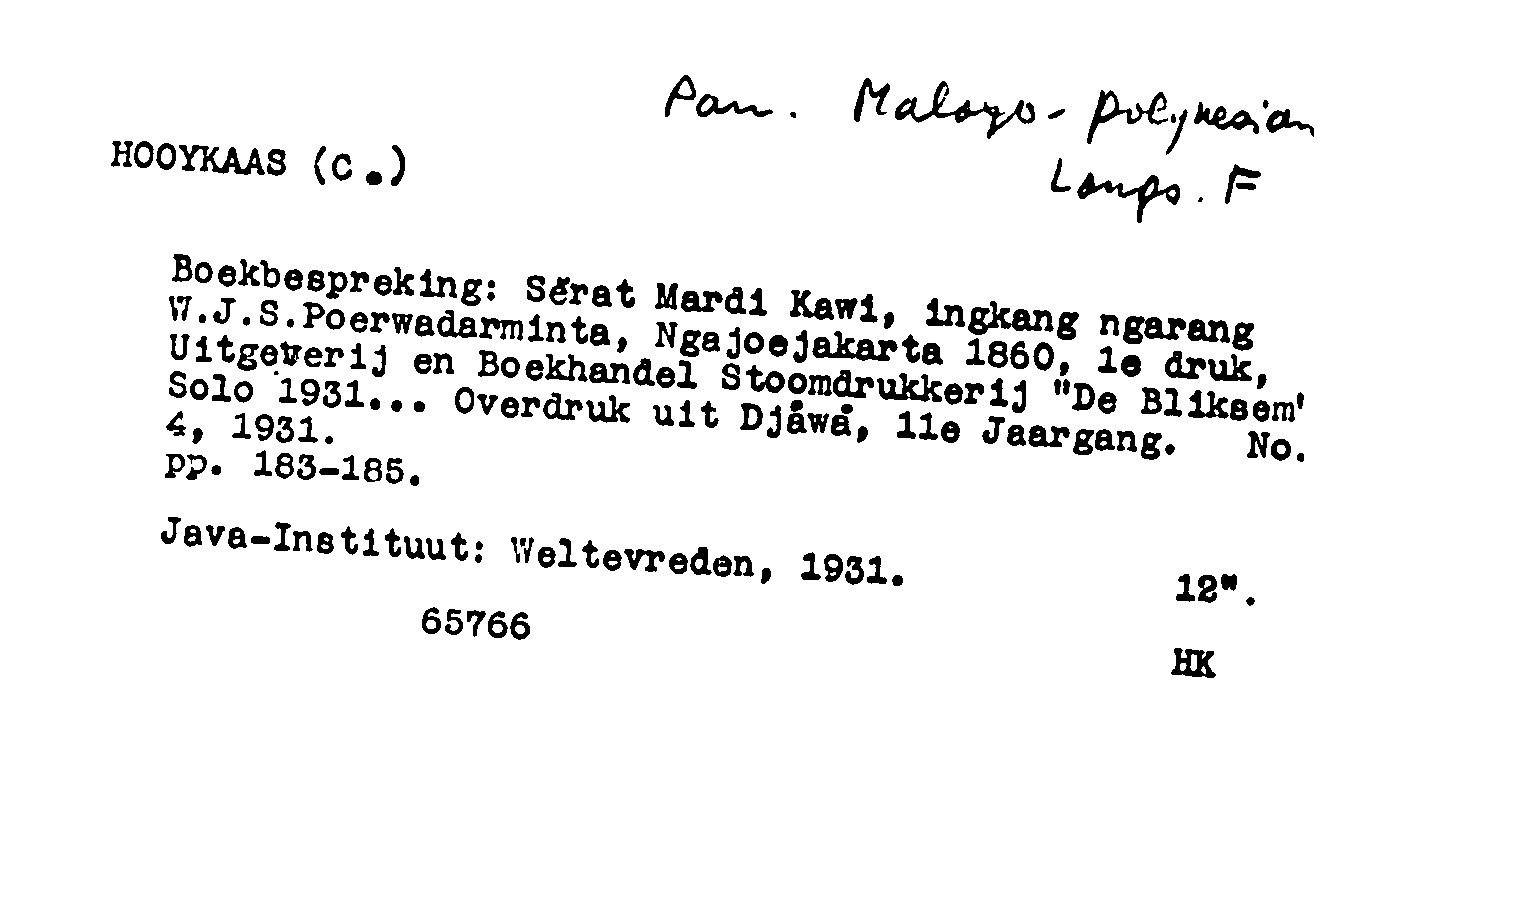 Pam. Malayo-Polynesian
Langs. F
HOOYKAAS (C.)
Boekbespreking: Sĕrat Mardi Kawi, ingkang ngarang
W.J.S.Poerwadarminta, Ngajoejakarta 1860, 1e druk,
Uitgeverij en Boekhandel Stoomdrukkerij "De Bliksem'
Solo 1931... Overdruk uit Djåwå, 11e Jaargang. No.
4, 1931.
pp. 183-185.
Java-Instituut: Weltevreden, 1931.
12".
65766
HK